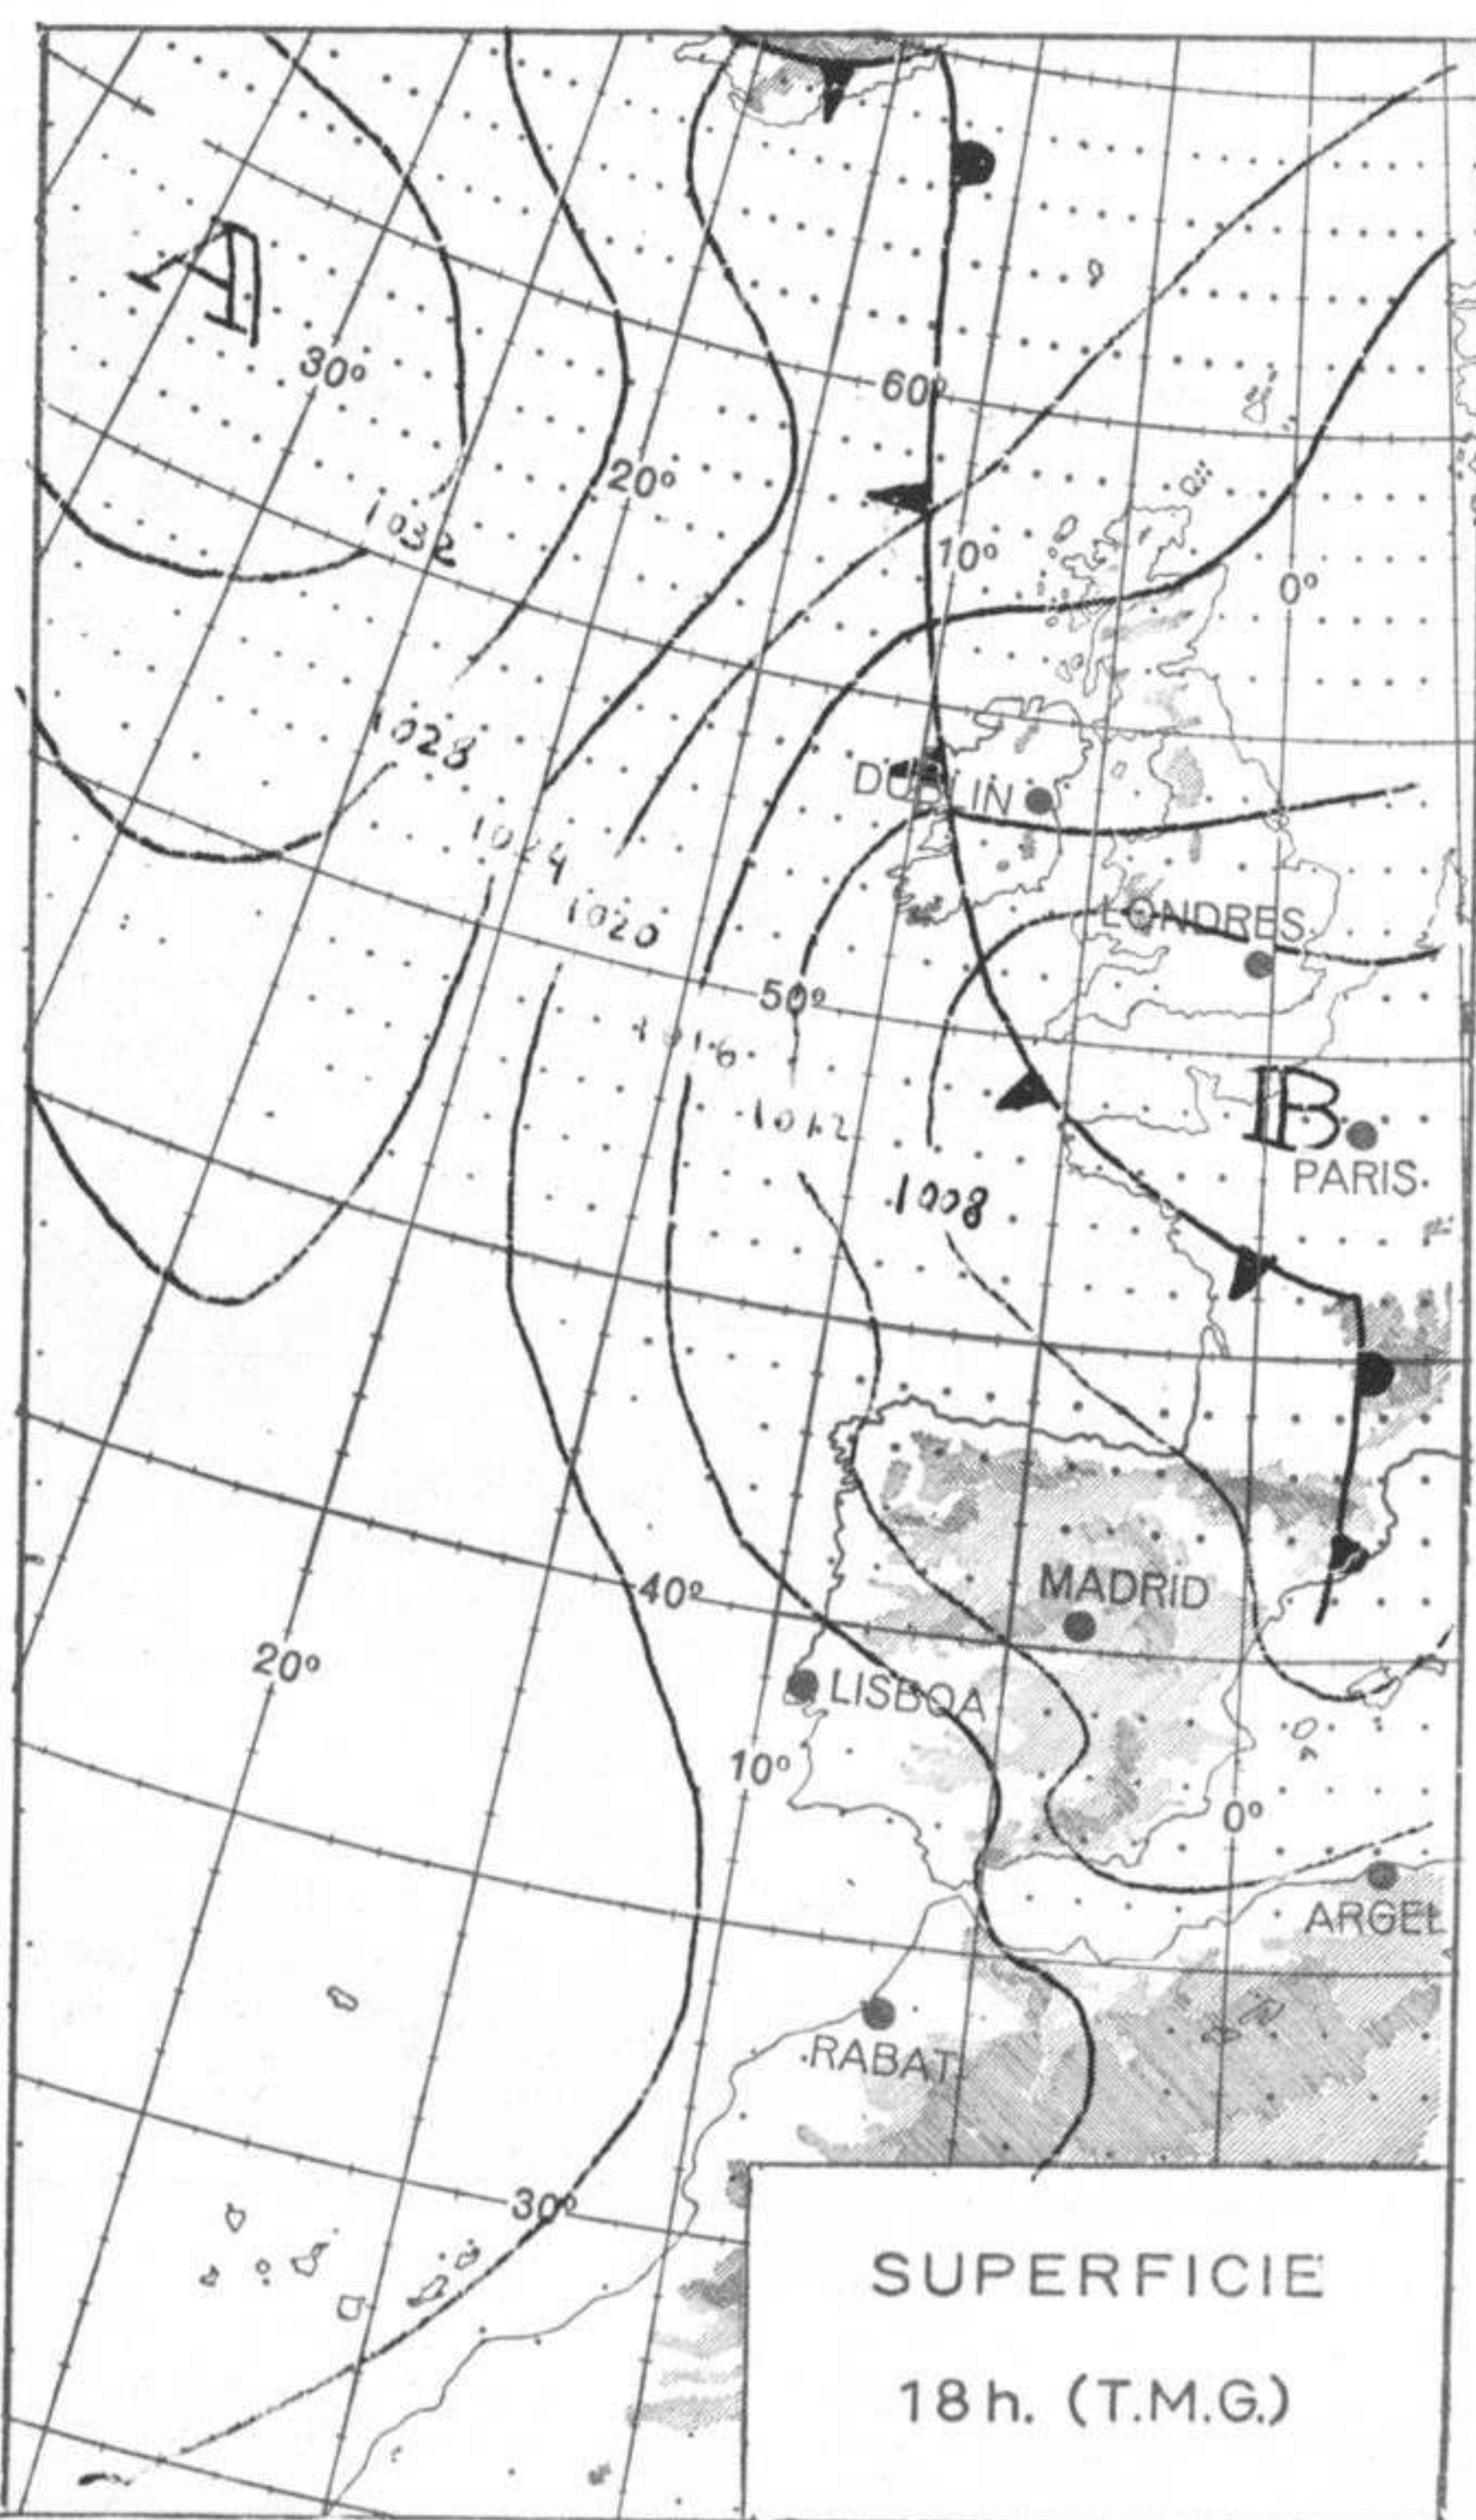 A
30º
60º
20º
1032
10º
0º
1028
DUBLIN
1024
LONDRES
1020
50º
1016
B
1012
PARIS
1008
MADRID
40º
20º
LISBOA
10º
0º
ARGEL
RABAT
30º
SUPERFICIE
18h. (T.M.G.)